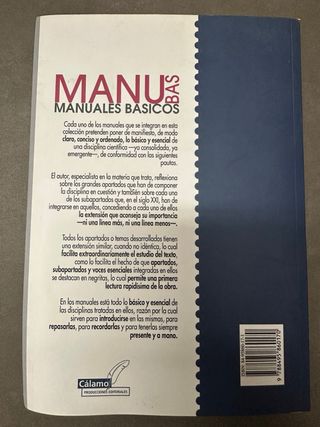 MANU
BAS
MANUALES BÁSICOS
Cada uno de los manuales que se integran en esta
colección pretenden poner de manifiesto, de modo
claro, conciso y ordenado, lo básico y esencial de
una disciplina científica —ya consolidada, ya
emergente—, de conformidad con las siguientes
pautas.
El autor, especialista en la materia que trata, reflexiona
sobre los grandes apartados que han de componer
la disciplina en cuestión y también sobre cada uno
de los subapartados que, en el siglo XXI, han de
integrarse en aquellos, concediendo a cada uno de ellos
la extensión que aconseja su importancia
—ni una línea más, ni una línea menos—.
Todos los apartados o temas desarrollados tienen
una extensión similar, cuando no idéntica, lo cual
facilita extraordinariamente el estudio del texto,
como lo facilita el hecho de que apartados,
subapartados y voces esenciales integradas en ellos
se destacan en negritas, lo cual permite una primera
lectura rapidísima de la obra.
En los manuales está todo lo básico y esencial de
las disciplinas tratadas en ellos, razón por la cual
sirven para introducirse en las mismas, para
repasarlas, para recordarlas y para tenerlas siempre
presente y a mano.
Cálamo
PRODUCCIONES EDITORIALES